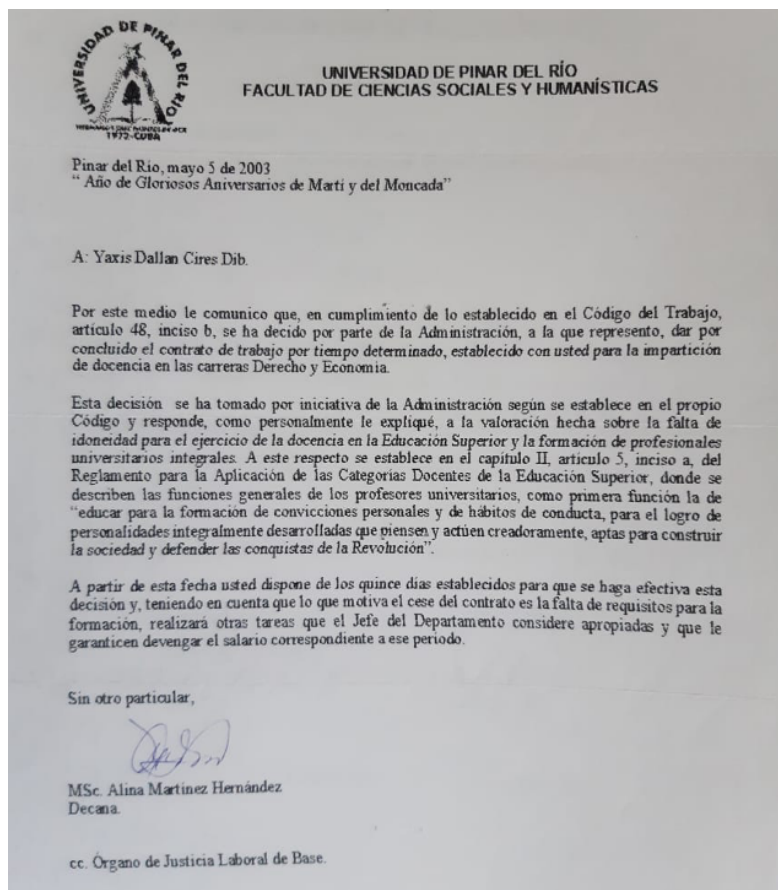 UNIVERSIDAD DE PINAR DEL RÍO
1972-CUBA
UNIVERSIDAD DE PINAR DEL RÍO
FACULTAD DE CIENCIAS SOCIALES Y HUMANÍSTICAS
Pinar del Rio, mayo 5 de 2003
“ Año de Gloriosos Aniversarios de Martí y del Moncada”
A: Yaxis Dallan Cires Dib.
Por este medio le comunico que, en cumplimiento de lo establecido en el Código del Trabajo,
artículo 48, inciso b, se ha decido por parte de la Administración, a la que represento, dar por
concluido el contrato de trabajo por tiempo determinado, establecido con usted para la impartición
de docencia en las carreras Derecho y Economia.
Esta decisión se ha tomado por iniciativa de la Administración según se establece en el propio
Código y responde, como personalmente le expliqué, a la valoración hecha sobre la falta de
idoneidad para el ejercicio de la docencia en la Educación Superior y la formación de profesionales
universitarios integrales. A este respecto se establece en el capitulo II, artículo 5, inciso a, del
Reglamento para la Aplicación de las Categorías Docentes de la Educación Superior, donde se
describen las funciones generales de los profesores universitarios, como primera función la de
“educar para la formación de convicciones personales y de hábitos de conducta, para el logro de
personalidades integralmente desarrolladas que piensen y actúen creadoramente, aptas para construir
la sociedad y defender las conquistas de la Revolución”.
A partir de esta fecha usted dispone de los quince días establecidos para que se haga efectiva esta
decisión y, teniendo en cuenta que lo que motiva el cese del contrato es la falta de requisitos para la
formación, realizará otras tareas que el Jefe del Departamento considere apropiadas y que le
garanticen devengar el salario correspondiente a ese periodo.
Sin otro particular,
MSc. Alina Martínez Hernández
Decana.
cc. Órgano de Justicia Laboral de Base.